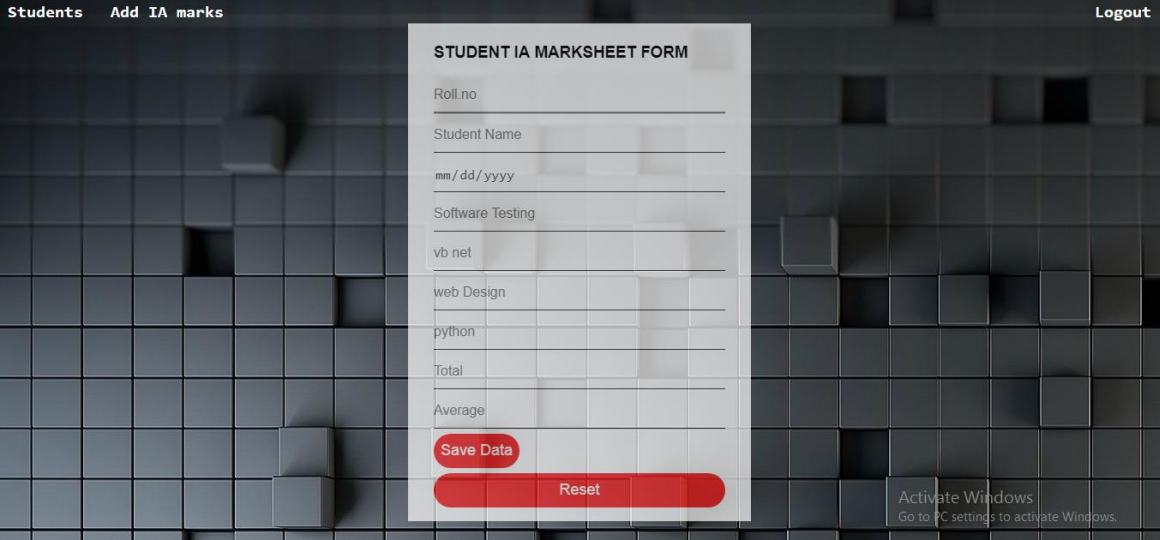 Students Add IA marks Logout
STUDENT IA MARKSHEET FORM
Roll.no
Student Name
mm/dd/yyyy
Software Testing
vb net
web Design
python
Total
Average
Save Data
Reset
Activate Windows
Go to PC settings to activate Windows.